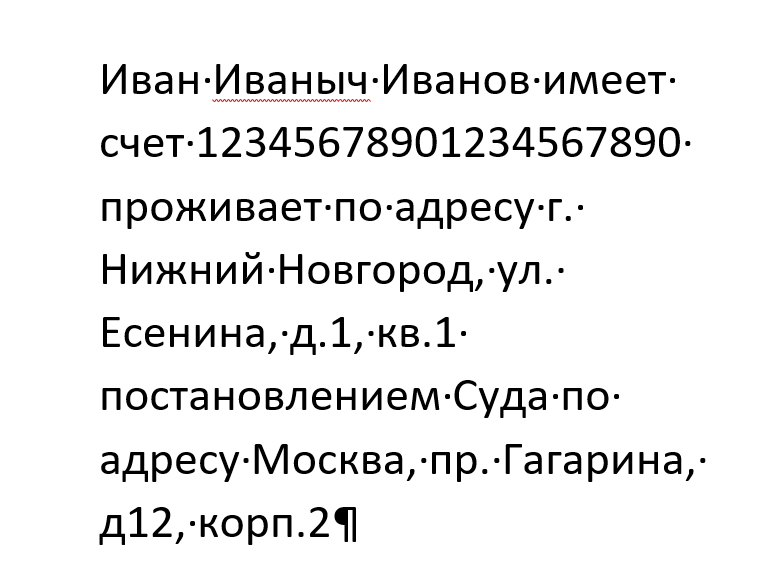 Иван·Иваныч·Иванов·имеет·
счет·12345678901234567890·
проживает·по·адресу·г.·
Нижний·Новгород,·ул.·
Есенина,·д.1,·кв.1·
постановлением·Суда·по·
адресу·Москва,·пр.·Гагарина,·
д12,·корп.2¶